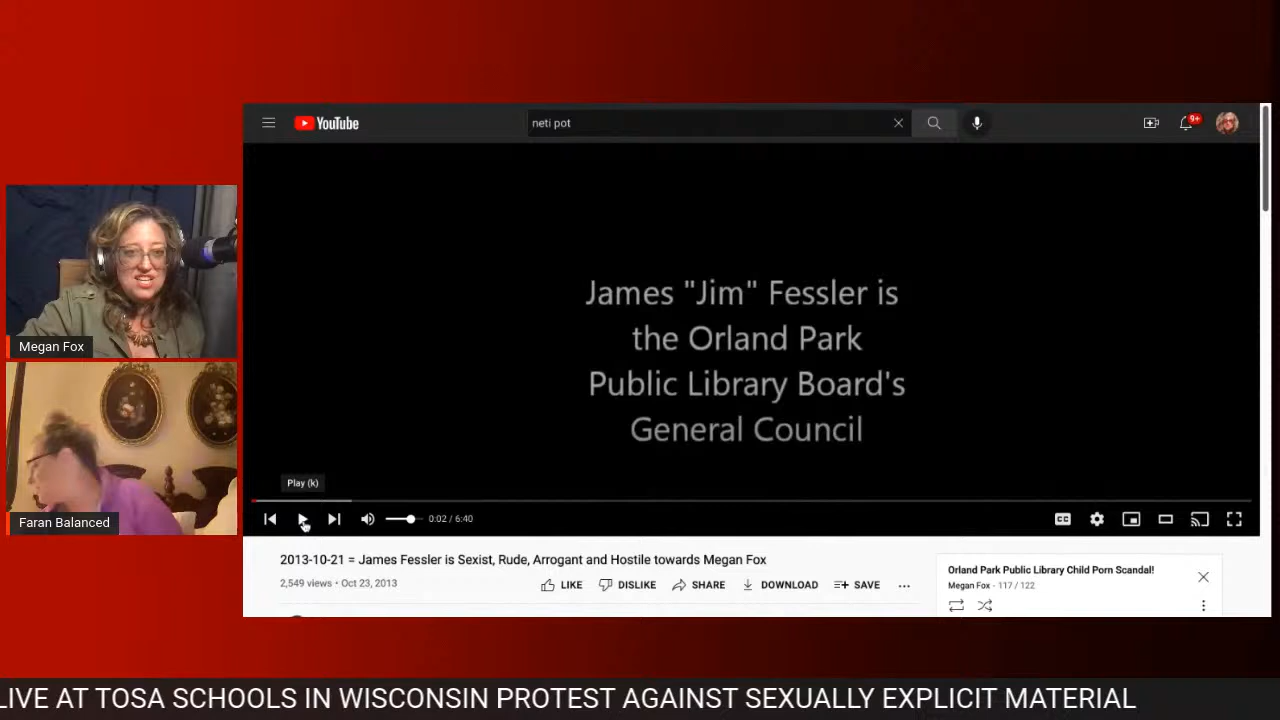 YouTube
neti pot
9+
James "Jim" Fessler is
the Orland Park
Public Library Board's
General Council
Megan Fox
Faran Balanced
Play (k)
0:02 / 6:40
CC
2013-10-21 = James Fessler is Sexist, Rude, Arrogant and Hostile towards Megan Fox
2,549 views • Oct 23, 2013
LIKE DISLIKE SHARE DOWNLOAD SAVE ...
Orland Park Public Library Child Porn Scandal!
Megan Fox - 117 / 122
LIVE AT TOSA SCHOOLS IN WISCONSIN PROTEST AGAINST SEXUALLY EXPLICIT MATERIAL